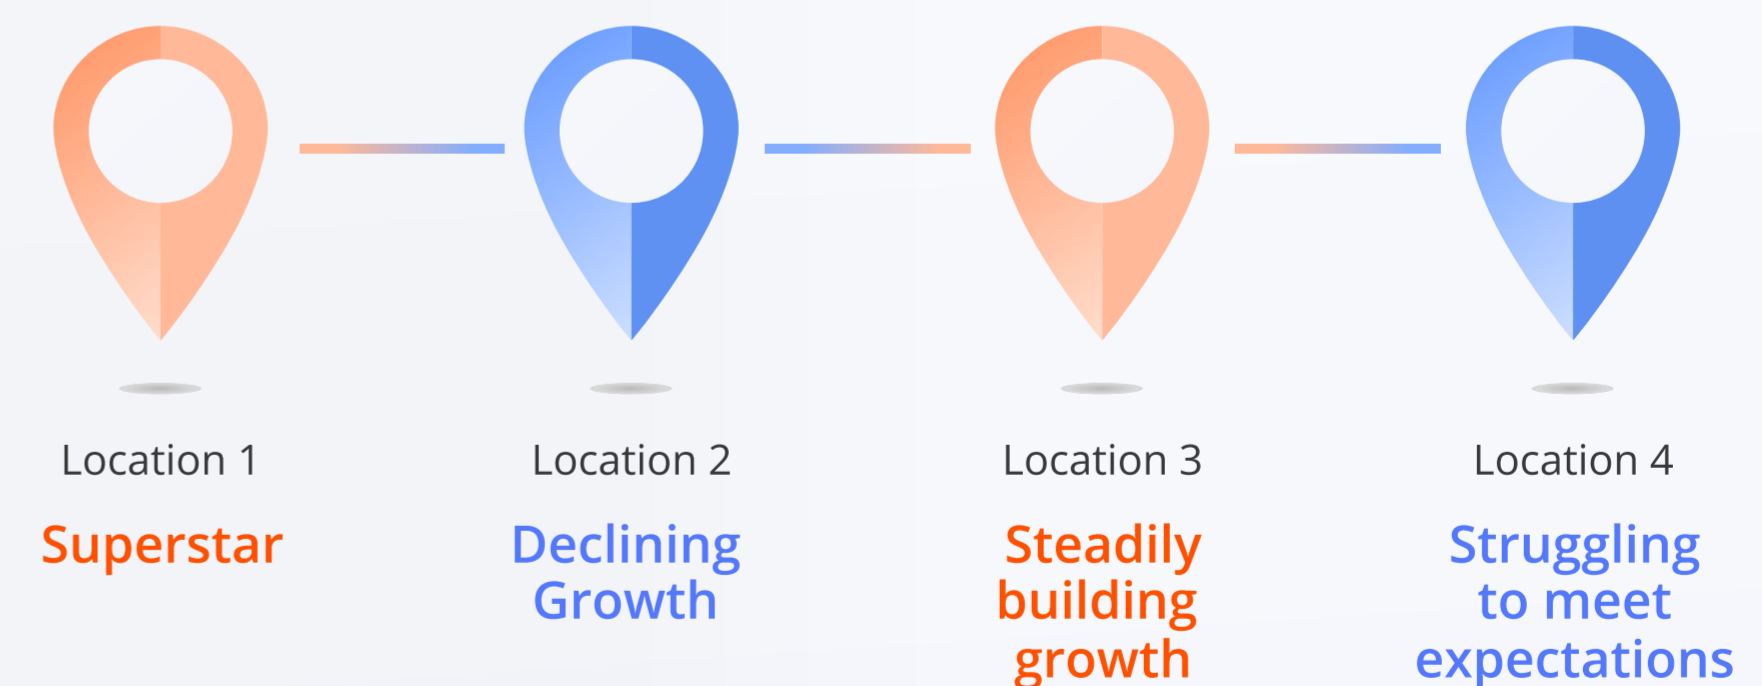 Location 1
Superstar
Location 2
Declining
Growth
Location 3
Steadily
building
growth
Location 4
Struggling
to meet
expectations